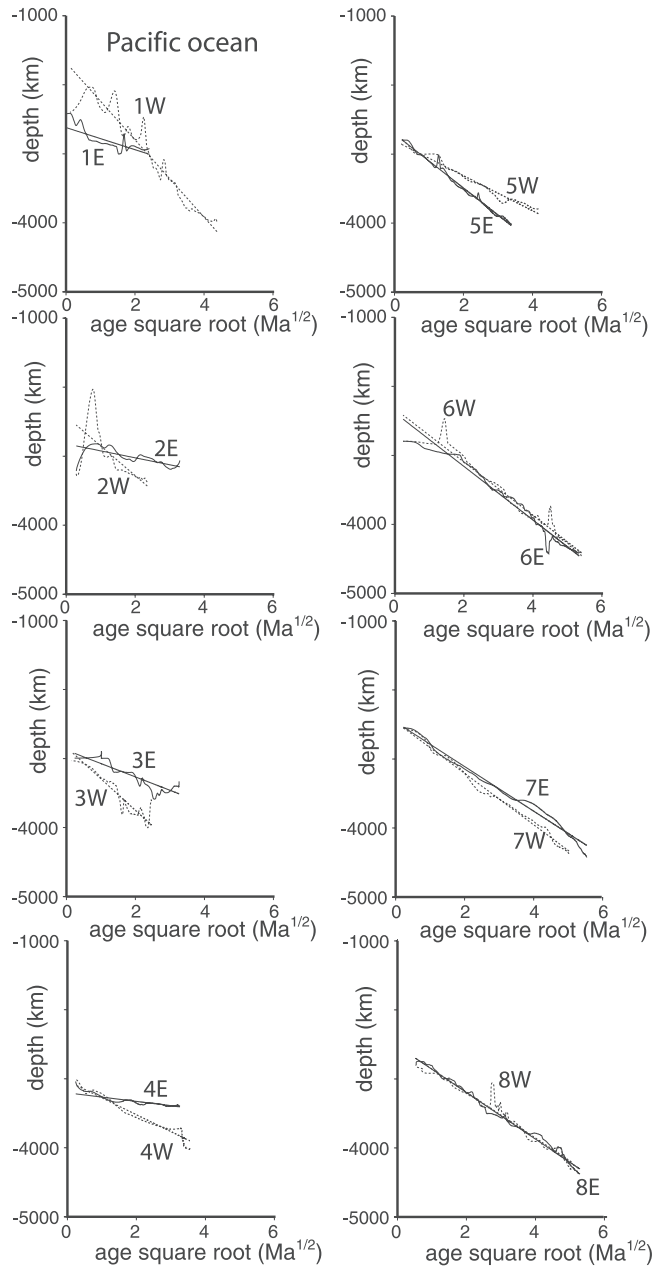 -1000
Pacific ocean
depth (km)
1W
1E
-4000
-5000
0 2 4 6
age square root (Ma1/2)
-1000
depth (km)
5W
5E
-4000
-5000
0 2 4 6
age square root (Ma1/2)
-1000
depth (km)
2E
2W
-4000
-5000
0 2 4 6
age square root (Ma1/2)
-1000
depth (km)
6W
6E
-4000
-5000
0 2 4 6
age square root (Ma1/2)
-1000
depth (km)
3E
3W
-4000
-5000
0 2 4 6
age square root (Ma1/2)
-1000
depth (km)
7E
7W
-4000
-5000
0 2 4 6
age square root (Ma1/2)
-1000
depth (km)
4E
4W
-4000
-5000
0 2 4 6
age square root (Ma1/2)
-1000
depth (km)
8W
8E
-4000
-5000
0 2 4 6
age square root (Ma1/2)